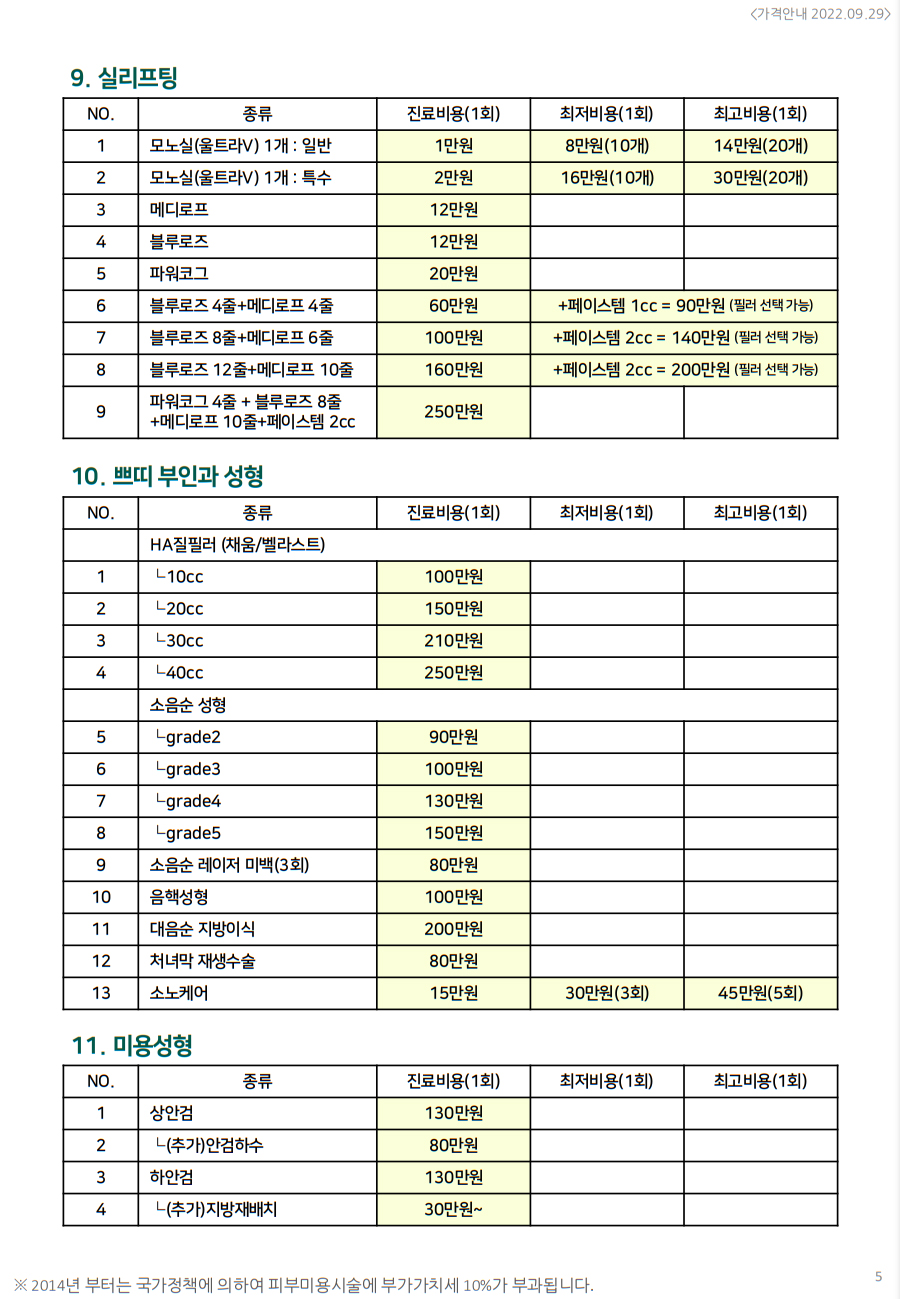 <가격안내 2022.09.29>
9. 실리프팅
NO. 종류 진료비용(1회) 최저비용(1회) 최고비용(1회)
1 모노실(울트라V) 1개 : 일반 1만원 8만원(10개) 14만원(20개)
2 모노실(울트라V) 1개 : 특수 2만원 16만원(10개) 30만원(20개)
3 메디로프 12만원
4 블루로즈 12만원
5 파워코그 20만원
6 블루로즈 4줄+메디로프 4줄 60만원 +페이스템 1cc = 90만원 (필러 선택 가능)
7 블루로즈 8줄+메디로프 6줄 100만원 +페이스템 2cc = 140만원 (필러 선택 가능)
8 블루로즈 12줄+메디로프 10줄 160만원 +페이스템 2cc = 200만원 (필러 선택 가능)
9 파워코그 4줄 + 블루로즈 8줄 250만원
+메디로프 10줄+페이스템 2cc
10. 쁘띠 부인과 성형
NO. 종류 진료비용(1회) 최저비용(1회) 최고비용(1회)
HA질필러 (채움/벨라스트)
1 └10cc 100만원
2 └20cc 150만원
3 └30cc 210만원
4 └40cc 250만원
소음순 성형
5 └grade2 90만원
6 └grade3 100만원
7 └grade4 130만원
8 └grade5 150만원
9 소음순 레이저 미백(3회) 80만원
10 음핵성형 100만원
11 대음순 지방이식 200만원
12 처녀막 재생수술 80만원
13 소노케어 15만원 30만원(3회) 45만원(5회)
11. 미용성형
NO. 종류 진료비용(1회) 최저비용(1회) 최고비용(1회)
1 상안검 130만원
2 └(추가)안검하수 80만원
3 하안검 130만원
4 └(추가)지방재배치 30만원~
※ 2014년 부터는 국가정책에 의하여 피부미용시술에 부가가치세 10%가 부과됩니다.
5